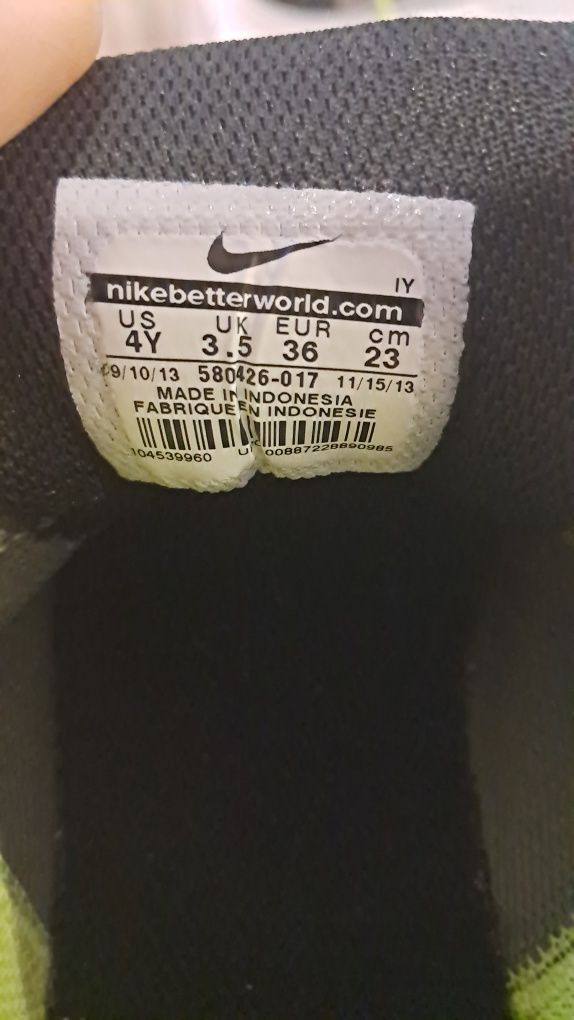 IY
nikebetterworld.com
US UK EUR cm
4Y 3.5 36 23
09/10/13 580426-017 11/15/13
MADE IN INDONESIA
FABRIQUE EN INDONESIE
104539960 00887228890985